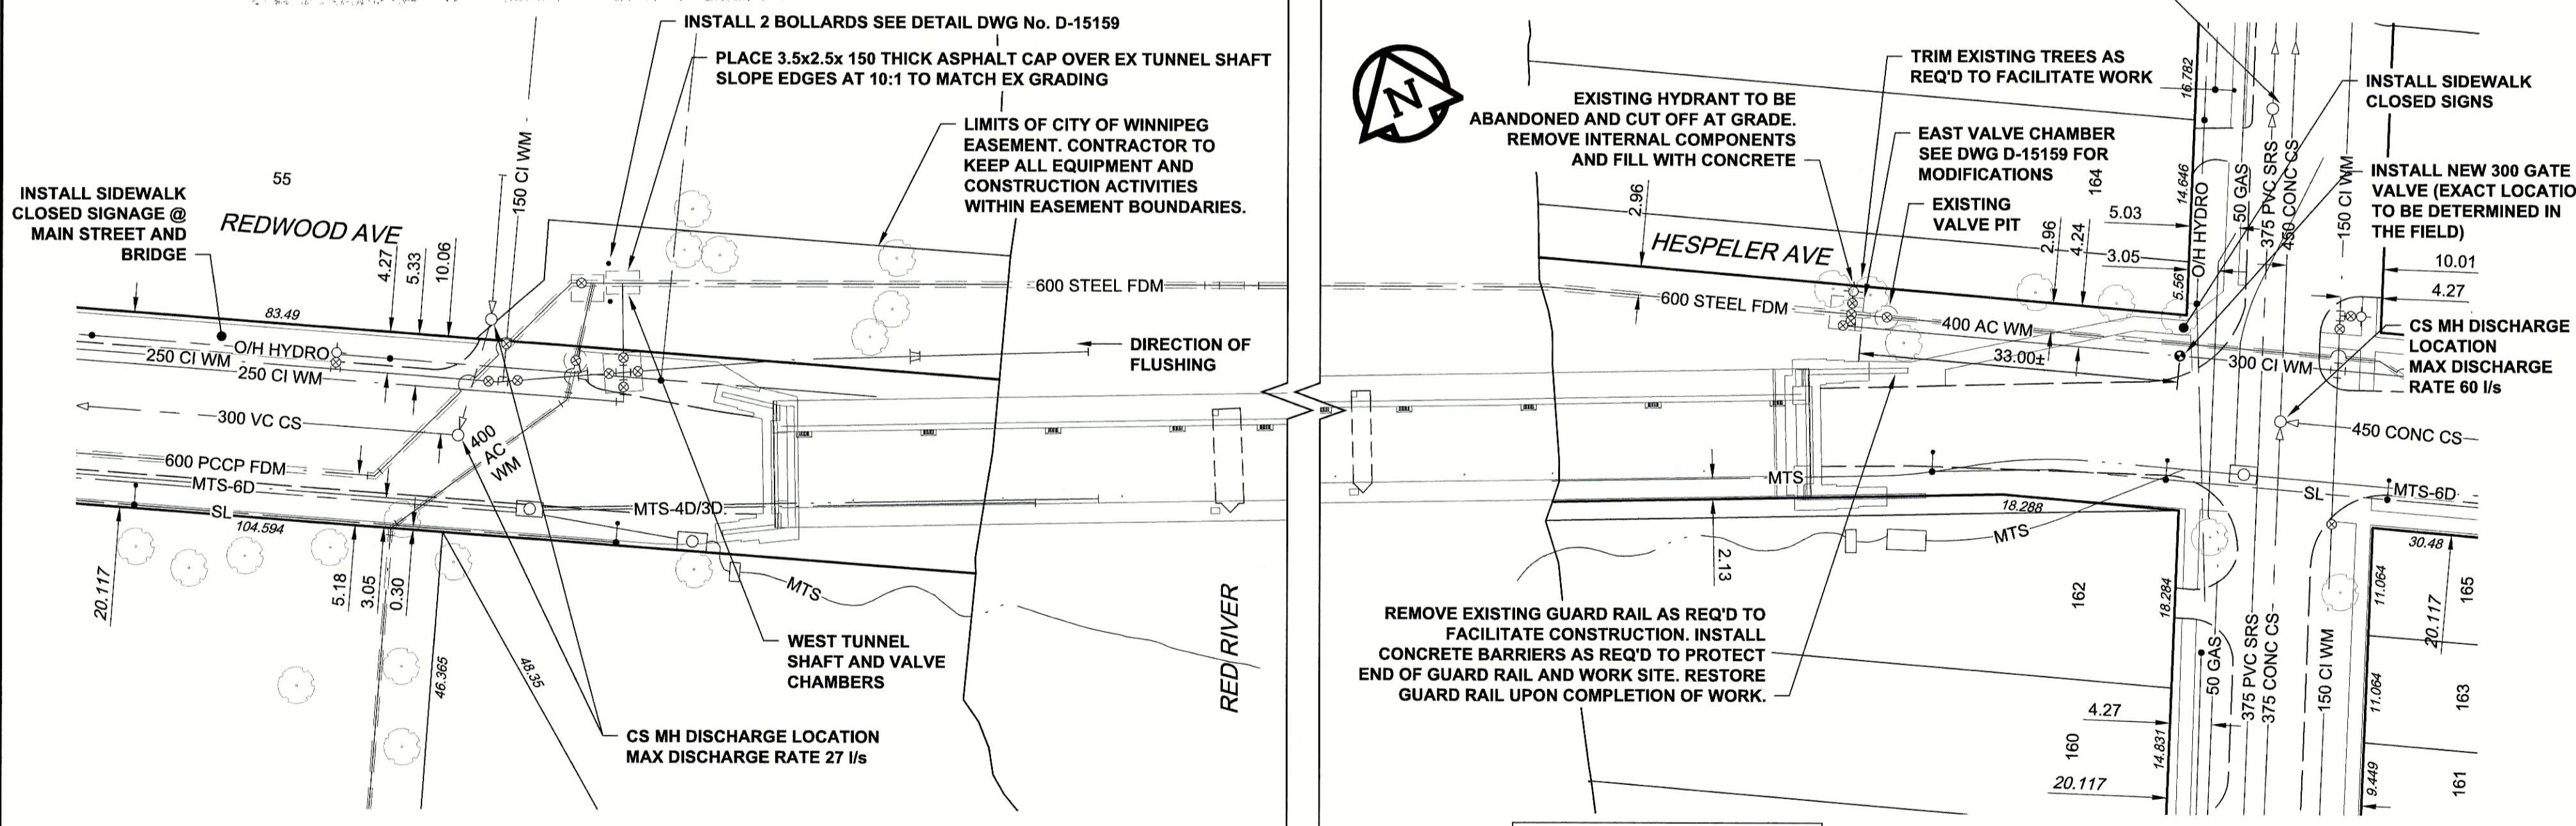 INSTALL 2 BOLLARDS SEE DETAIL DWG No. D-15159
PLACE 3.5x2.5x 150 THICK ASPHALT CAP OVER EX TUNNEL SHAFT
SLOPE EDGES AT 10:1 TO MATCH EX GRADING
LIMITS OF CITY OF WINNIPEG
EASEMENT. CONTRACTOR TO
KEEP ALL EQUIPMENT AND
CONSTRUCTION ACTIVITIES
WITHIN EASEMENT BOUNDARIES.
150 CI WM
55
INSTALL SIDEWALK
CLOSED SIGNAGE @
MAIN STREET AND
BRIDGE
REDWOOD AVE
4.27
5.33
10.06
83.49
O/H HYDRO
250 CI WM
250 CI WM
600 STEEL FDM
DIRECTION OF
FLUSHING
300 VC CS
400
AC
WM
600 PCCP FDM
MTS-6D
MTS-4D/3D
SL
104.594
20.117
5.18
3.05
0.30
46.365
48.35
MTS
WEST TUNNEL
SHAFT AND VALVE
CHAMBERS
CS MH DISCHARGE LOCATION
MAX DISCHARGE RATE 27 l/s
RED RIVER
N
TRIM EXISTING TREES AS
REQ'D TO FACILITATE WORK
EXISTING HYDRANT TO BE
ABANDONED AND CUT OFF AT GRADE.
REMOVE INTERNAL COMPONENTS
AND FILL WITH CONCRETE
EAST VALVE CHAMBER
SEE DWG D-15159 FOR
MODIFICATIONS
EXISTING
VALVE PIT
164
2.96
HESPELER AVE
600 STEEL FDM
400 AC WM
33.00±
2.96
4.24
5.03
3.05
16.782
14.646
5.56
O/H HYDRO
50 GAS
375 PVC SRS
450 CONC CS
150 CI WM
INSTALL SIDEWALK
CLOSED SIGNS
INSTALL NEW 300 GATE
VALVE (EXACT LOCATIO
TO BE DETERMINED IN
THE FIELD)
10.01
4.27
CS MH DISCHARGE
LOCATION
MAX DISCHARGE
RATE 60 l/s
300 CI WM
450 CONC CS
MTS
SL
MTS-6D
18.288
MTS
2.13
REMOVE EXISTING GUARD RAIL AS REQ'D TO
FACILITATE CONSTRUCTION. INSTALL
CONCRETE BARRIERS AS REQ'D TO PROTECT
END OF GUARD RAIL AND WORK SITE. RESTORE
GUARD RAIL UPON COMPLETION OF WORK.
162
18.284
4.27
160
14.831
20.117
50 GAS
375 PVC SRS
375 CONC CS
150 CI WM
30.48
11.064
20.117
165
11.064
163
9.449
161